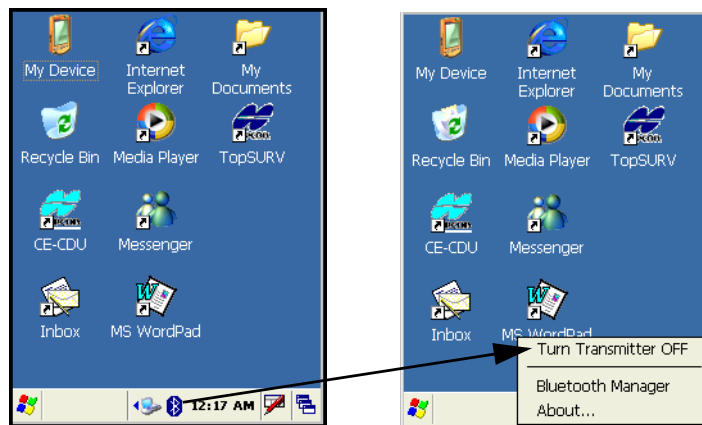 My Device
Internet Explorer
My Documents
Recycle Bin
Media Player
TopSURV
CE-CDU
Messenger
Inbox
MS WordPad
12:17 AM
My Device
Internet Explorer
My Documents
Recycle Bin
Media Player
TopSURV
CE-CDU
Messenger
Inbox
MS WordPad
Turn Transmitter OFF
Bluetooth Manager
About...